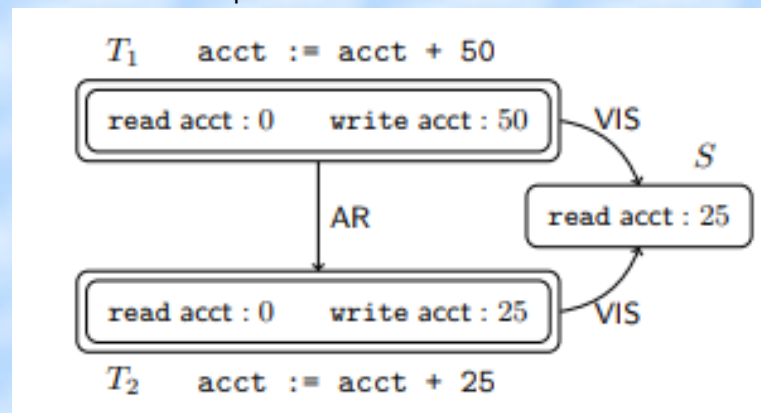 T₁ acct := acct + 50
read acct : 0 write acct : 50
VIS
S
read acct : 25
AR
read acct : 0 write acct : 25
VIS
T₂ acct := acct + 25